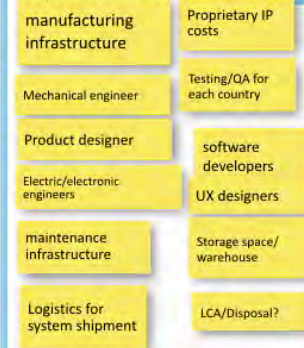 manufacturing
infrastructure
Proprietary IP
costs
Mechanical engineer
Testing/QA for
each country
Product designer
software
developers
Electric/electronic
engineers
UX designers
maintenance
infrastructure
Storage space/
warehouse
Logistics for
system shipment
LCA/Disposal?